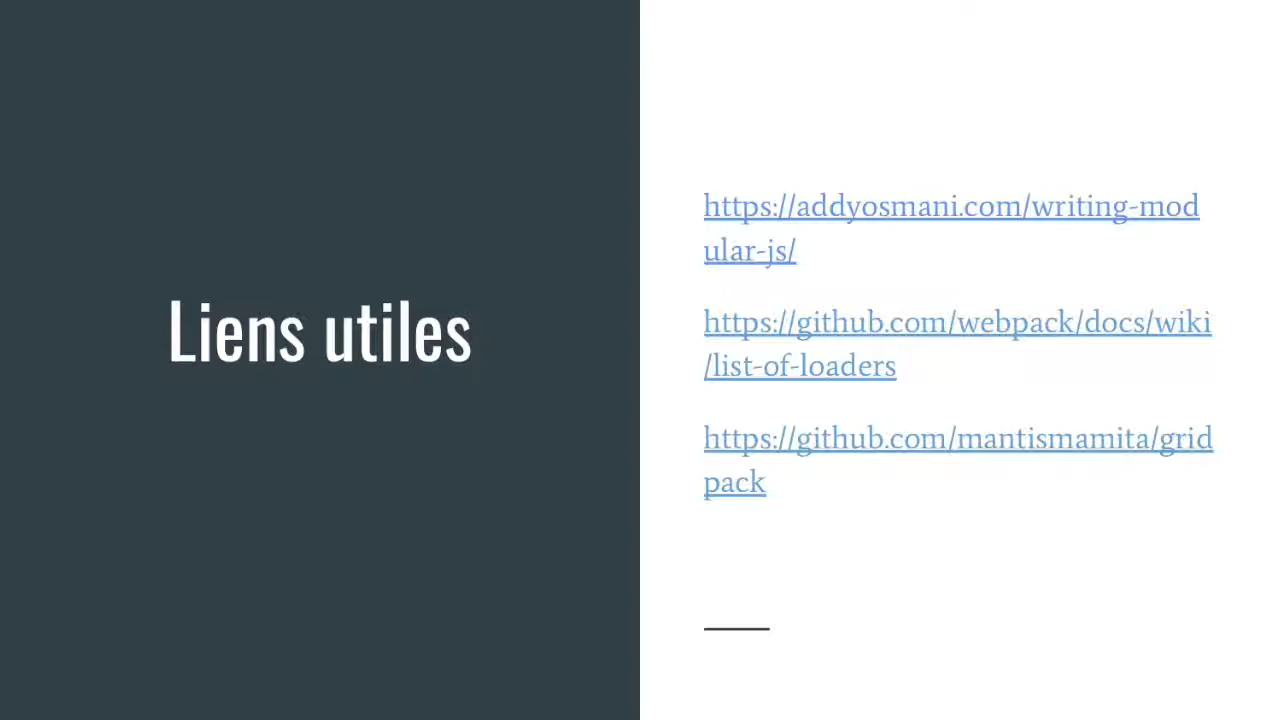 Liens utiles
https://addyosmani.com/writing-mod
ular-js/
https://github.com/webpack/docs/wiki
/list-of-loaders
https://github.com/mantismamita/grid
pack